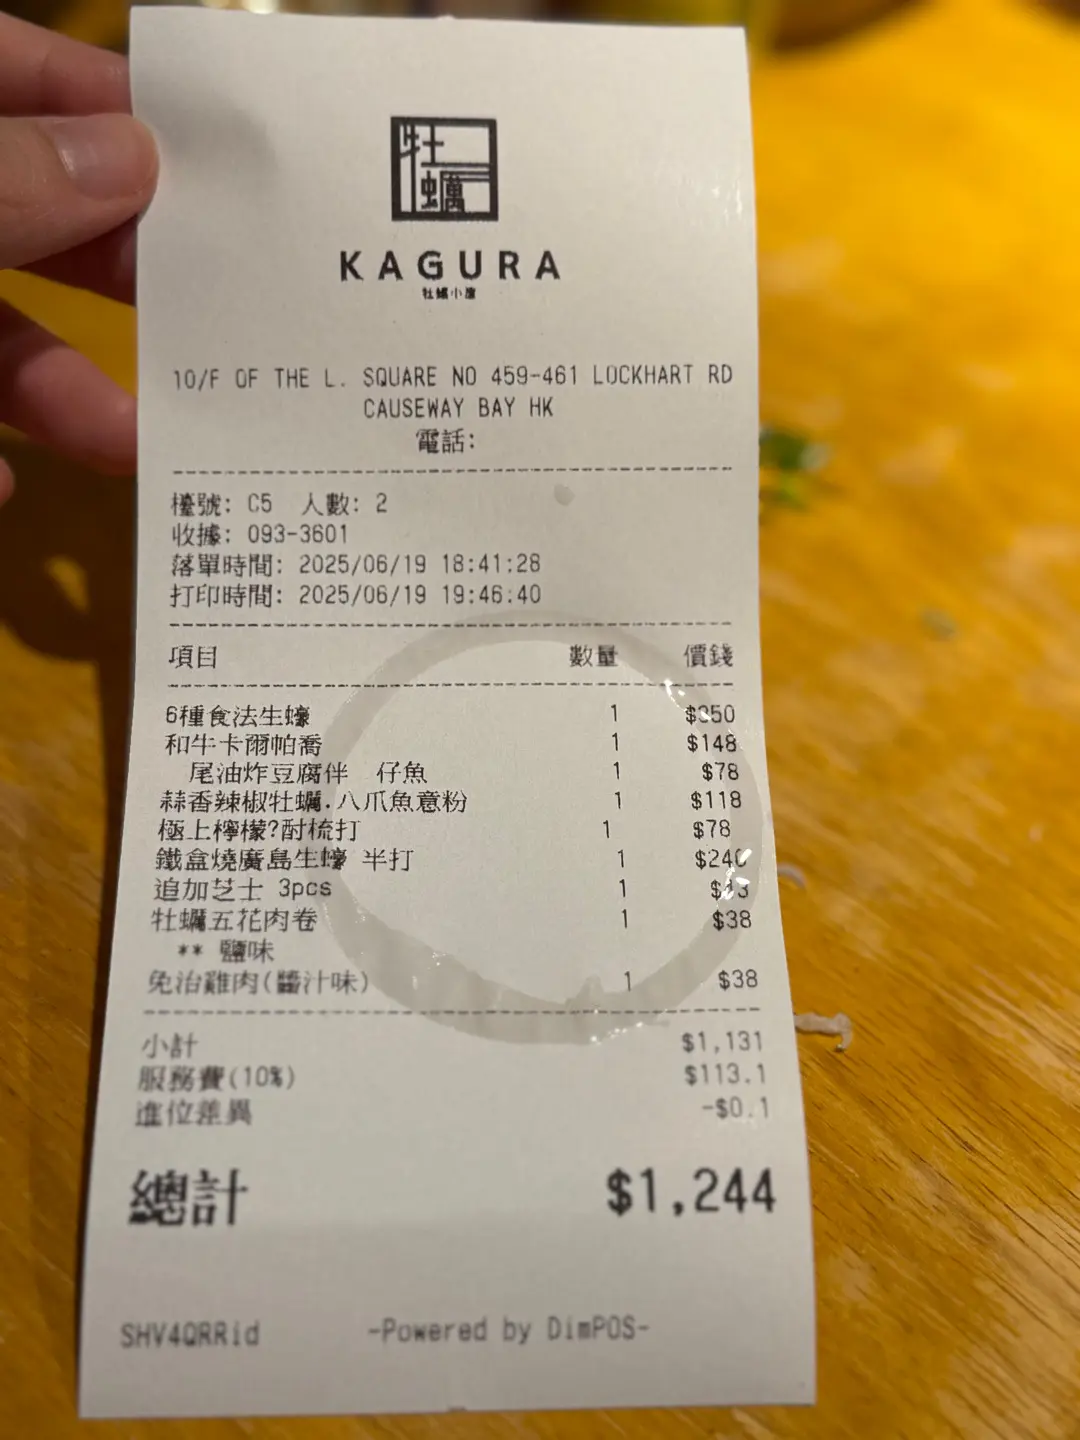 牡蠣
KAGURA
牡蠣小屋
10/F OF THE L. SQUARE NO 459-461 LOCKHART RD
CAUSEWAY BAY HK
電話:
檯號: C5 人數: 2
收據: 093-3601
落單時間: 2025/06/19 18:41:28
打印時間: 2025/06/19 19:46:40
項目 數量 價錢
6種食法生蠔 1 $350
和牛卡爾帕喬 1 $148
尾油炸豆腐伴 仔魚 1 $78
蒜香辣椒牡蠣.八爪魚意粉 1 $118
極上檸檬?酎梳打 1 $78
鐵盒燒廣島生蠔 半打 1 $240
追加芝士 3pcs 1 $43
牡蠣五花肉卷 1 $38
** 鹽味
免治雞肉(醬汁味) 1 $38
小計 $1,131
服務費(10%) $113.1
進位差異 -$0.1
總計 $1,244
SHV4QRRid -Powered by DimPOS-